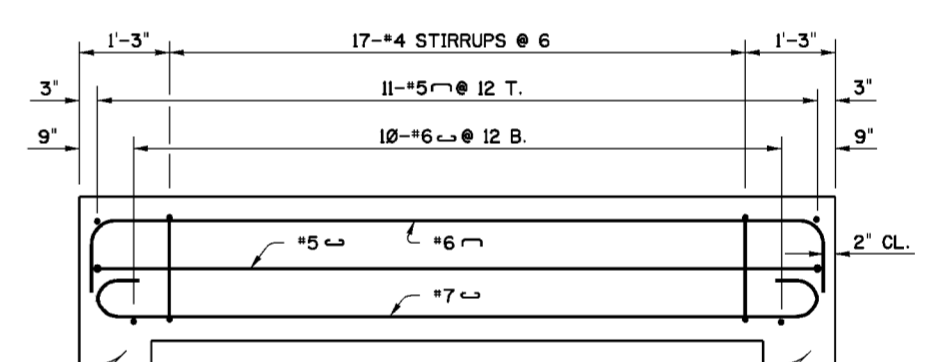 1'-3" 17-#4 STIRRUPS @ 6 1'-3"
3" 11-#5 @ 12 T. 3"
9" 10-#6 @ 12 B. 9"
#5 #6 2" CL.
#7